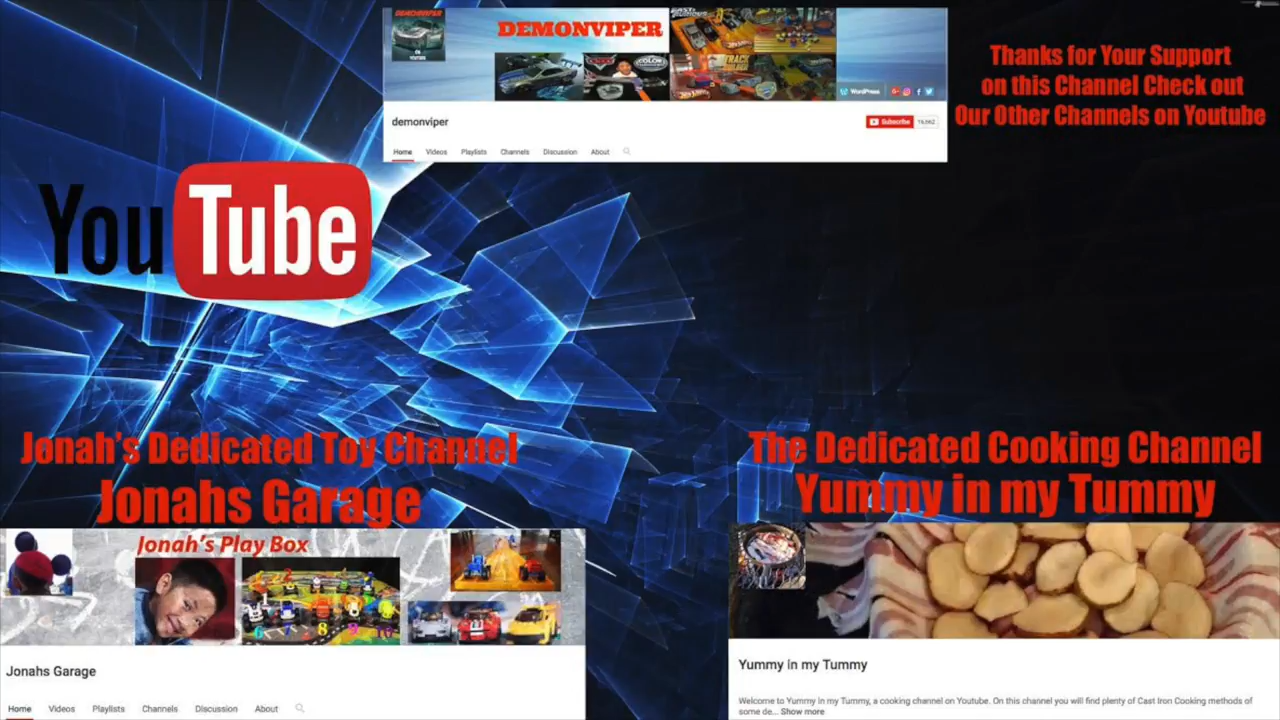 DEMONVIPER
demonviper
Subscribe
Home Videos Playlists Channels Discussion About
WordPress
Thanks for Your Support
on this Channel Check out
Our Other Channels on Youtube
YouTube
Jonah's Dedicated Toy Channel
Jonahs Garage
Jonah's Play Box
Jonahs Garage
Home Videos Playlists Channels Discussion About
The Dedicated Cooking Channel
Yummy in my Tummy
Yummy in my Tummy
Welcome to Yummy in my Tummy, a cooking channel on Youtube. On this channel you will find plenty of Cast Iron Cooking methods of
some de... Show more